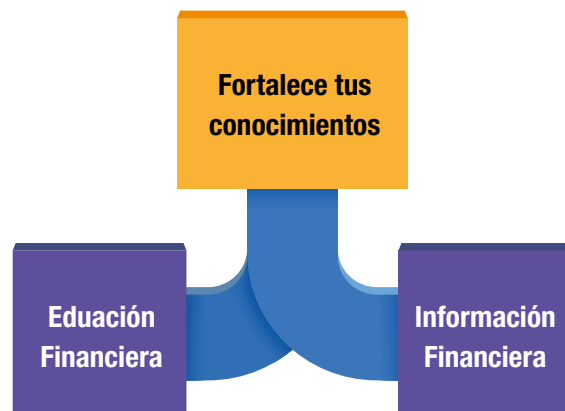 Fortalece tus
conocimientos
Eduación
Financiera
Información
Financiera